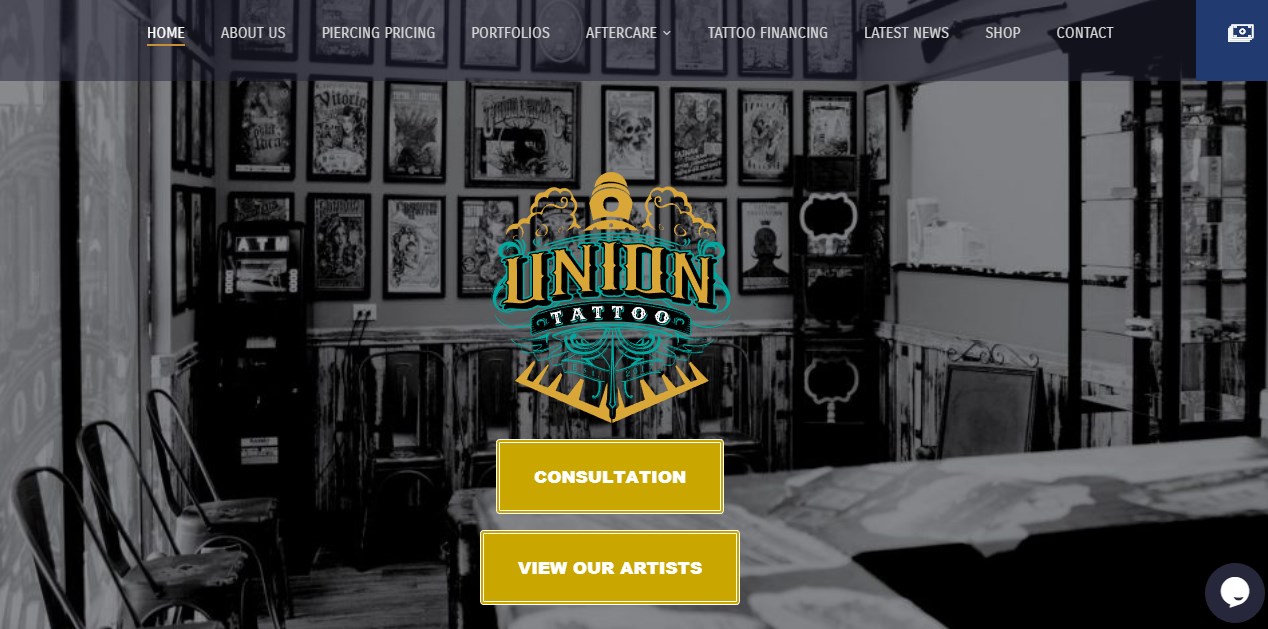 HOME ABOUT US PIERCING PRICING PORTFOLIOS AFTERCARE TATTOO FINANCING LATEST NEWS SHOP CONTACT
UNION
TATTOO
CONSULTATION
VIEW OUR ARTISTS